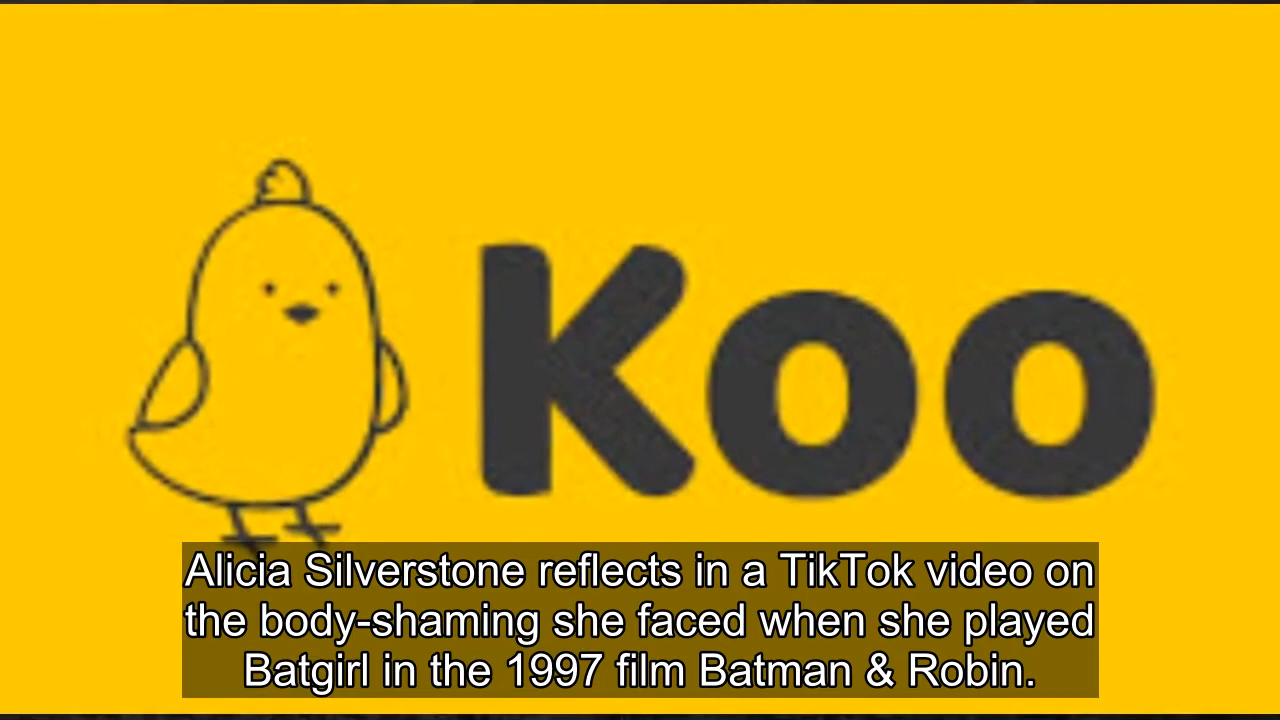 Koo
Alicia Silverstone reflects in a TikTok video on
the body-shaming she faced when she played
Batgirl in the 1997 film Batman & Robin.